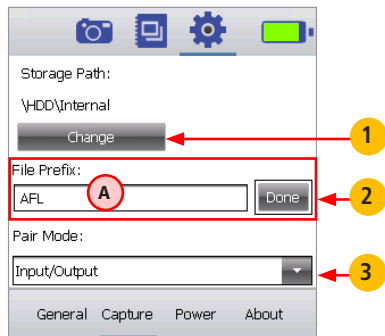 Storage Path:
\HDD\Internal
Change
1
File Prefix:
AFL
A
Done
2
Pair Mode:
Input/Output
3
General Capture Power About